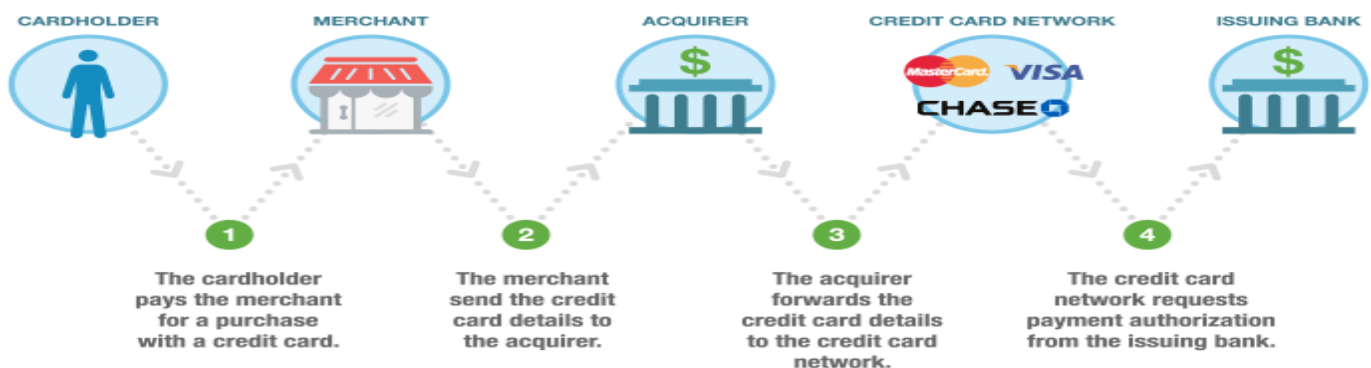 CARDHOLDER
MERCHANT
ACQUIRER
CREDIT CARD NETWORK
ISSUING BANK
$
MasterCard
VISA
CHASE
$
1
2
3
4
The cardholder
pays the merchant
for a purchase
with a credit card.
The merchant
send the credit
card details to
the acquirer.
The acquirer
forwards the
credit card details
to the credit card
network.
The credit card
network requests
payment authorization
from the issuing bank.